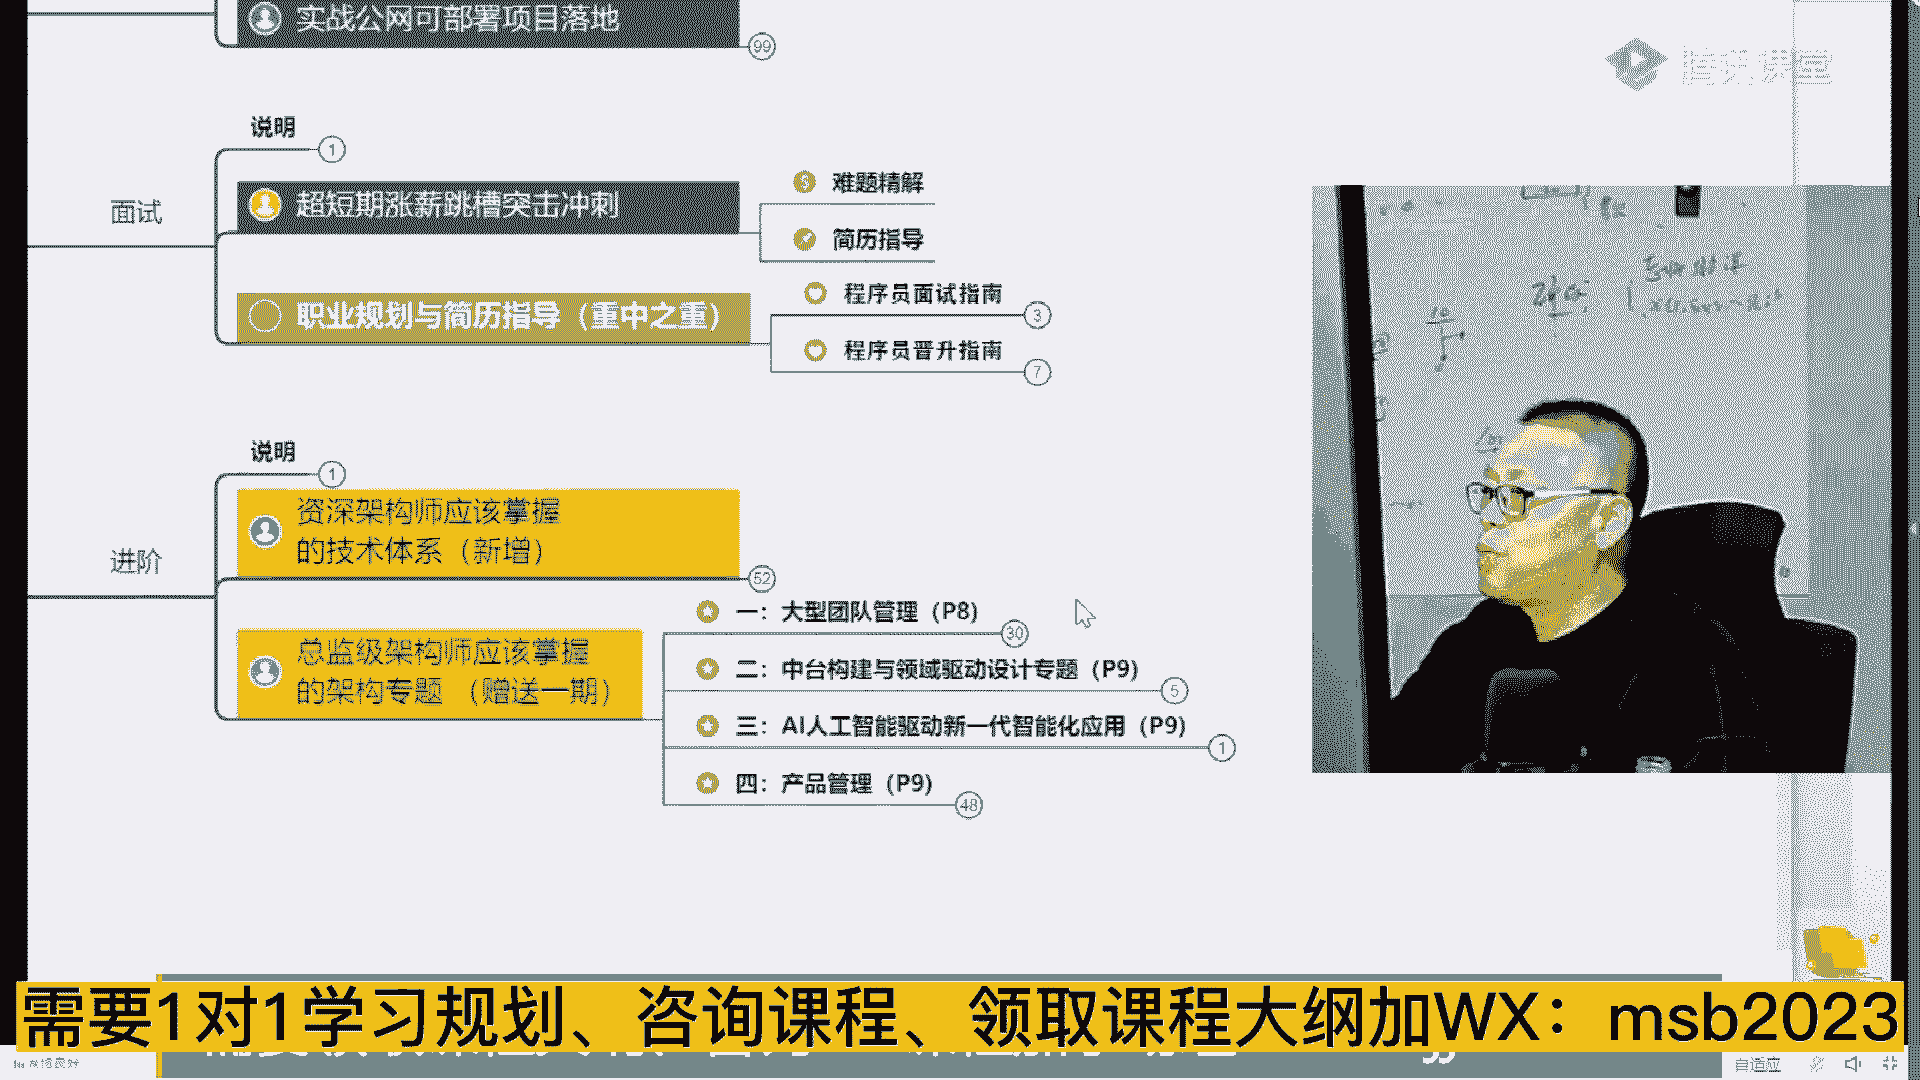 实战公网可部署项目落地
99
腾讯课堂
说明
1
面试
超短期涨新跳槽突击冲刺
难题精解
简历指导
职业规划与简历指导（重中之重）
程序员面试指南
3
程序员晋升指南
7
说明
1
进阶
资深架构师应该掌握
的技术体系（新增）
52
总监级架构师应该掌握
的架构专题 （赠送一期）
一：大型团队管理（P8）
30
二：中台构建与领域驱动设计专题（P9）
5
三：AI人工智能驱动新一代智能化应用（P9）
1
四：产品管理（P9）
48
需要1对1学习规划、咨询课程、领取课程大纲加WX：msb2023
自适应